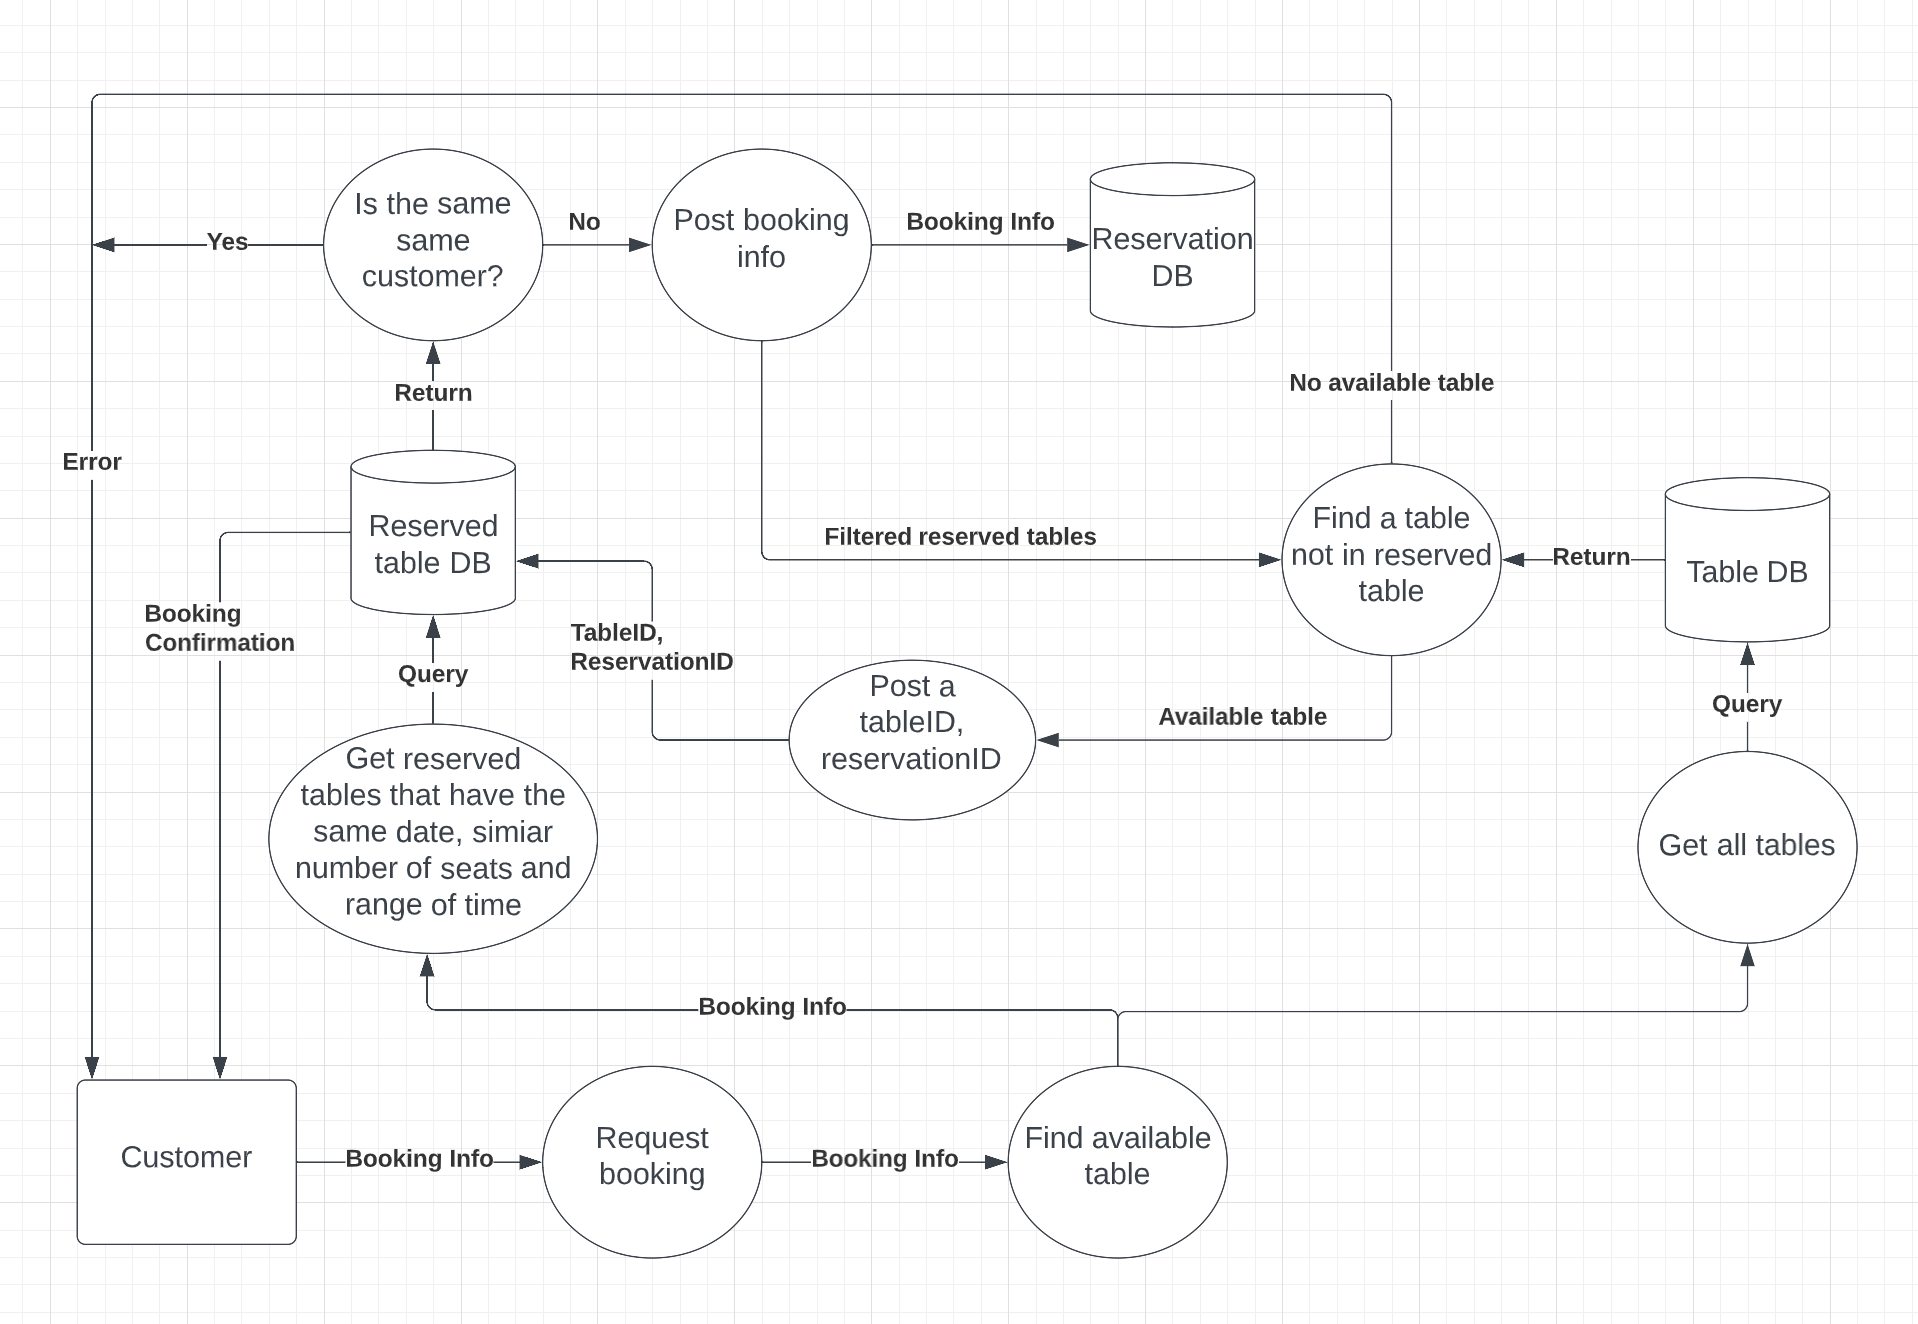 Is the same
same
customer?
Yes
No
Post booking
info
Booking Info
Reservation
DB
Return
No available table
Error
Reserved
table DB
Filtered reserved tables
Find a table
not in reserved
table
Return
Table DB
Booking
Confirmation
Query
TableID,
ReservationID
Post a
tableID,
reservationID
Available table
Query
Get reserved
tables that have the
same date, simiar
number of seats and
range of time
Get all tables
Booking Info
Customer
Booking Info
Request
booking
Booking Info
Find available
table